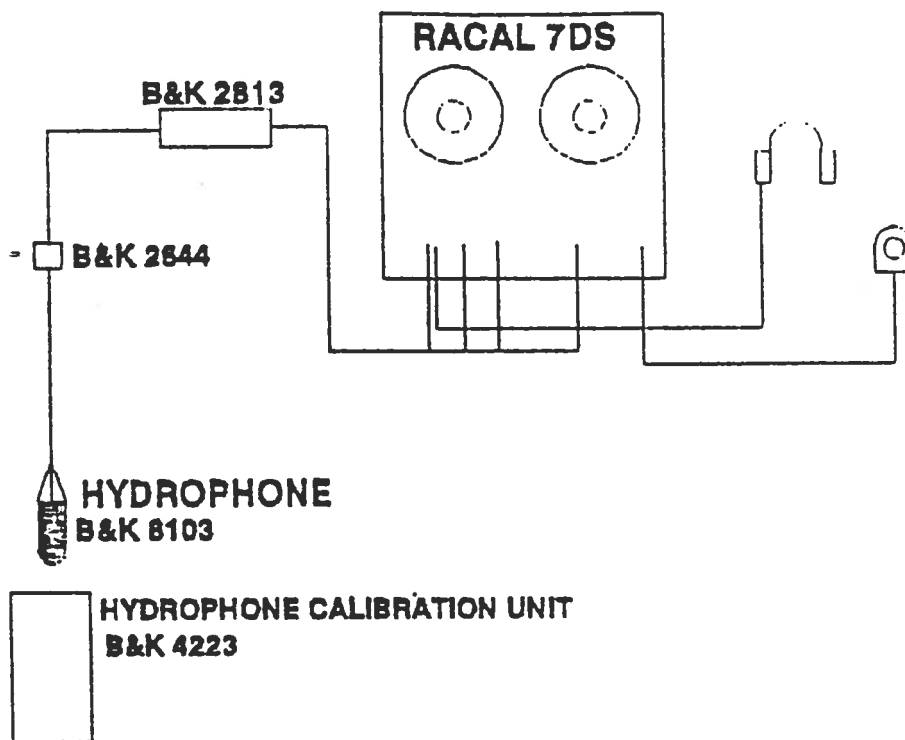 RACAL 7DS
B&K 2813
B&K 2644
HYDROPHONE
B&K 8103
HYDROPHONE CALIBRATION UNIT
B&K 4223